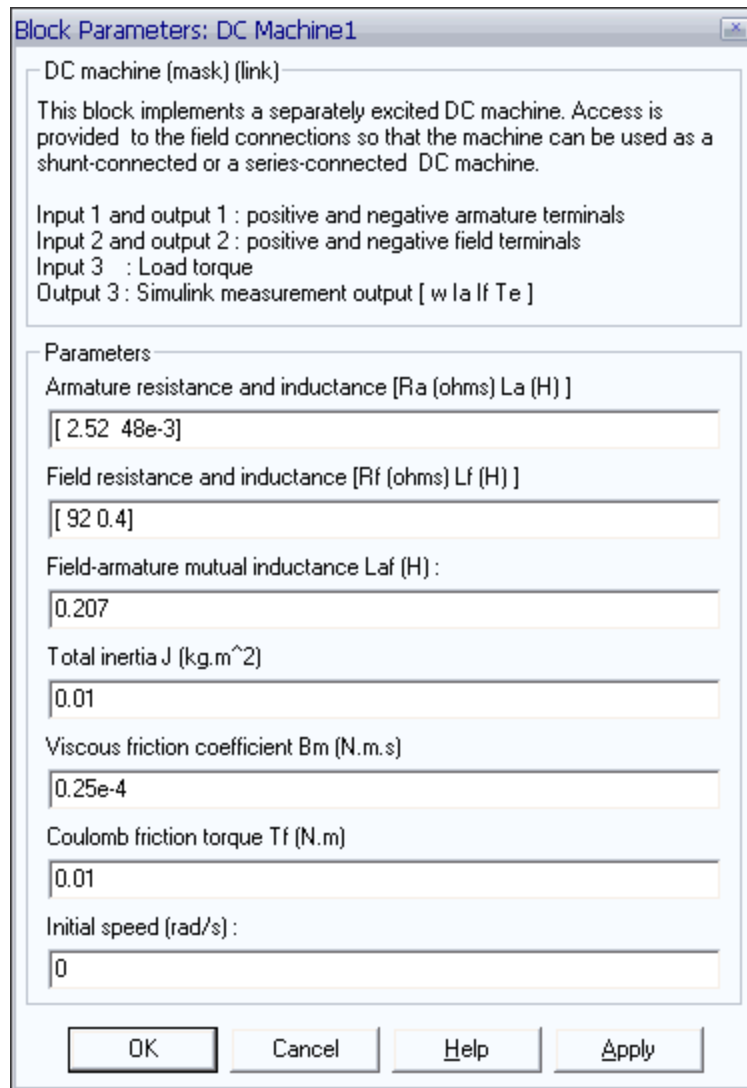 Block Parameters: DC Machine1
DC machine (mask) (link)
This block implements a separately excited DC machine. Access is
provided  to the field connections so that the machine can be used as a
shunt-connected or a series-connected  DC machine.
Input 1 and output 1 : positive and negative armature terminals
Input 2 and output 2 : positive and negative field terminals
Input 3    : Load torque
Output 3 : Simulink measurement output [ w Ia If Te ]
Parameters
Armature resistance and inductance [Ra (ohms) La (H) ]
[ 2.52  48e-3]
Field resistance and inductance [Rf (ohms) Lf (H) ]
[ 92 0.4]
Field-armature mutual inductance Laf (H) :
0.207
Total inertia J (kg.m^2)
0.01
Viscous friction coefficient Bm (N.m.s)
0.25e-4
Coulomb friction torque Tf (N.m)
0.01
Initial speed (rad/s) :
0
OK Cancel Help Apply